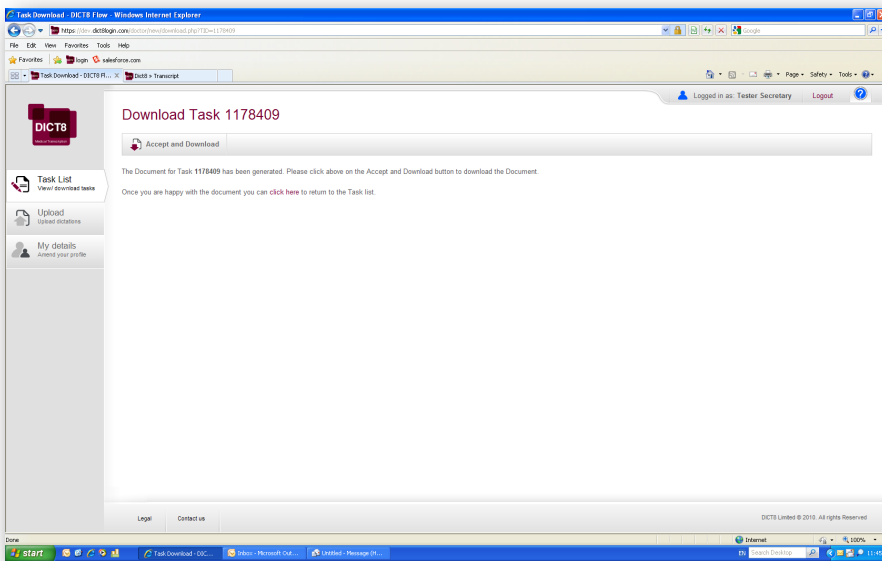 Task Download - DICT8 Flow - Windows Internet Explorer
https://dev.dict8login.com/doctor/new/download.php?TID=1178409
Google
File Edit View Favorites Tools Help
Favorites login salesforce.com
Task Download - DICT8 Fl... Dict8 » Transcript Page Safety Tools
Logged in as: Tester Secretary Logout ?
DICT8
Medical Transcription
Download Task 1178409
Accept and Download
The Document for Task 1178409 has been generated. Please click above on the Accept and Download button to download the Document.
Once you are happy with the document you can click here to return to the Task list.
Task List
View/ download tasks
Upload
Upload dictations
My details
Amend your profile
Legal Contact us DICT8 Limited © 2010. All rights Reserved
Done Internet 100%
start Task Download - DIC... Inbox - Microsoft Out... Untitled - Message (H... EN Search Desktop 11:45